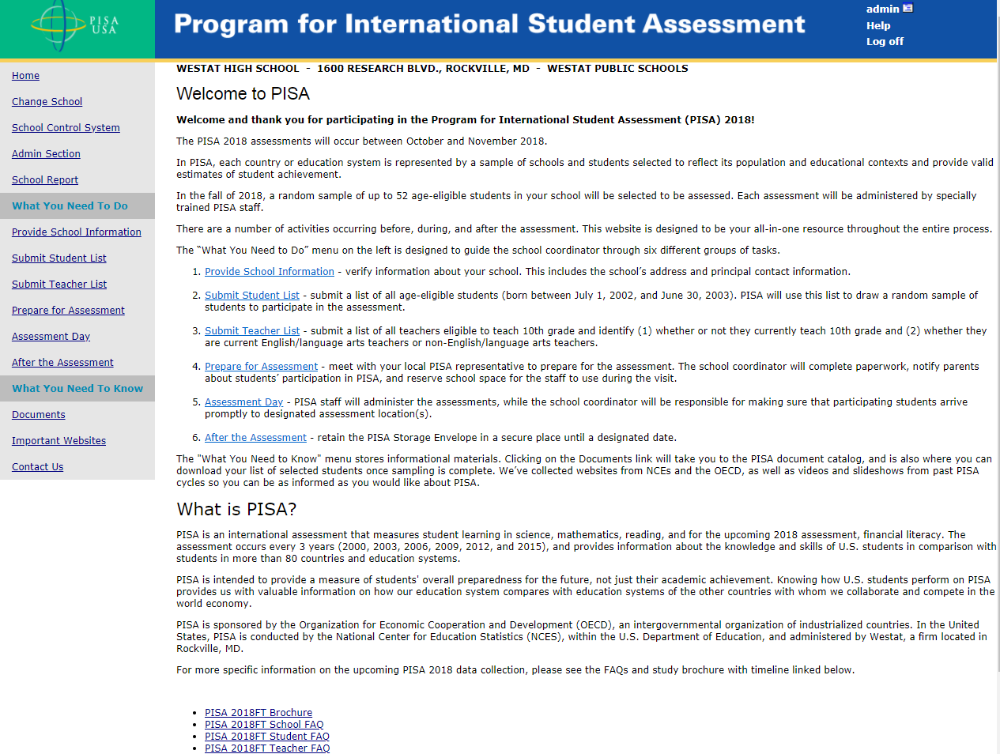 PISA
USA
Program for International Student Assessment
admin
Help
Log off
Home
Change School
School Control System
Admin Section
School Report
What You Need To Do
Provide School Information
Submit Student List
Submit Teacher List
Prepare for Assessment
Assessment Day
After the Assessment
What You Need To Know
Documents
Important Websites
Contact Us
WESTAT HIGH SCHOOL - 1600 RESEARCH BLVD., ROCKVILLE, MD - WESTAT PUBLIC SCHOOLS
Welcome to PISA
Welcome and thank you for participating in the Program for International Student Assessment (PISA) 2018!
The PISA 2018 assessments will occur between October and November 2018.
In PISA, each country or education system is represented by a sample of schools and students selected to reflect its population and educational contexts and provide valid
estimates of student achievement.
In the fall of 2018, a random sample of up to 52 age-eligible students in your school will be selected to be assessed. Each assessment will be administered by specially
trained PISA staff.
There are a number of activities occurring before, during, and after the assessment. This website is designed to be your all-in-one resource throughout the entire process.
The “What You Need to Do” menu on the left is designed to guide the school coordinator through six different groups of tasks.
1. Provide School Information - verify information about your school. This includes the school’s address and principal contact information.
2. Submit Student List - submit a list of all age-eligible students (born between July 1, 2002, and June 30, 2003). PISA will use this list to draw a random sample of
students to participate in the assessment.
3. Submit Teacher List - submit a list of all teachers eligible to teach 10th grade and identify (1) whether or not they currently teach 10th grade and (2) whether they
are current English/language arts teachers or non-English/language arts teachers.
4. Prepare for Assessment - meet with your local PISA representative to prepare for the assessment. The school coordinator will complete paperwork, notify parents
about students’ participation in PISA, and reserve school space for the staff to use during the visit.
5. Assessment Day - PISA staff will administer the assessments, while the school coordinator will be responsible for making sure that participating students arrive
promptly to designated assessment location(s).
6. After the Assessment - retain the PISA Storage Envelope in a secure place until a designated date.
The "What You Need to Know" menu stores informational materials. Clicking on the Documents link will take you to the PISA document catalog, and is also where you can
download your list of selected students once sampling is complete. We’ve collected websites from NCEs and the OECD, as well as videos and slideshows from past PISA
cycles so you can be as informed as you would like about PISA.
What is PISA?
PISA is an international assessment that measures student learning in science, mathematics, reading, and for the upcoming 2018 assessment, financial literacy. The
assessment occurs every 3 years (2000, 2003, 2006, 2009, 2012, and 2015), and provides information about the knowledge and skills of U.S. students in comparison with
students in more than 80 countries and education systems.
PISA is intended to provide a measure of students' overall preparedness for the future, not just their academic achievement. Knowing how U.S. students perform on PISA
provides us with valuable information on how our education system compares with education systems of the other countries with whom we collaborate and compete in the
world economy.
PISA is sponsored by the Organization for Economic Cooperation and Development (OECD), an intergovernmental organization of industrialized countries. In the United
States, PISA is conducted by the National Center for Education Statistics (NCES), within the U.S. Department of Education, and administered by Westat, a firm located in
Rockville, MD.
For more specific information on the upcoming PISA 2018 data collection, please see the FAQs and study brochure with timeline linked below.
• PISA 2018FT Brochure
• PISA 2018FT School FAQ
• PISA 2018FT Student FAQ
• PISA 2018FT Teacher FAQ